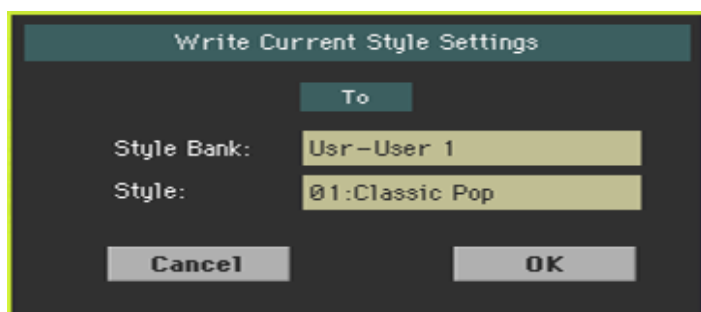 Write Current Style Settings
To
Style Bank: Usr-User 1
Style: 01:Classic Pop
Cancel OK